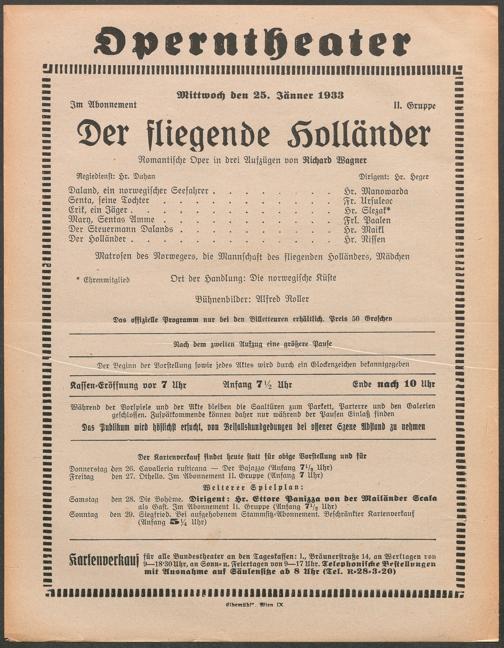 Operntheater
Mittwoch den 25. Jänner 1933
Im Abonnement II. Gruppe
Der fliegende Holländer
Romantische Oper in drei Aufzügen von Richard Wagner
Regiedienst: Hr. Duhan Dirigent: Hr. Heger
Daland, ein norwegischer Seefahrer . . . . . . . . Hr. Manowarda
Senta, seine Tochter . . . . . . . . Fr. Ursuleac
Erik, ein Jäger . . . . . . . . Hr. Slezak*
Mary, Sentas Amme . . . . . . . . Frl. Paalen
Der Steuermann Dalands . . . . . . . . Hr. Maikl
Der Holländer . . . . . . . . Hr. Nissen
Matrosen des Norwegers, die Mannschaft des fliegenden Holländers, Mädchen
* Ehrenmitglied Ort der Handlung: Die norwegische Küste
Bühnenbilder: Alfred Roller
Das offizielle Programm nur bei den Billetteuren erhältlich. Preis 50 Groschen
Nach dem zweiten Aufzug eine größere Pause
Der Beginn der Vorstellung sowie jedes Aktes wird durch ein Glockenzeichen bekanntgegeben
Kassen-Eröffnung vor 7 Uhr Anfang 7½ Uhr Ende nach 10 Uhr
Während der Vorspiele und der Akte bleiben die Saaltüren zum Parkett, Parterre und den Galerien
geschlossen. Zuspätkommende können daher nur während der Pausen Einlaß finden
Das Publikum wird höflichst ersucht, von Beifallskundgebungen bei offener Szene Abstand zu nehmen
Der Kartenverkauf findet heute statt für obige Vorstellung und für
Donnerstag den 26. Cavalleria rusticana — Der Bajazzo (Anfang 7½ Uhr)
Freitag den 27. Othello. Im Abonnement II. Gruppe (Anfang 7 Uhr)
Weiterer Spielplan:
Samstag den 28. Die Bohème. Dirigent: Hr. Ettore Panizza von der Mailänder Scala
als Gast. Im Abonnement II. Gruppe (Anfang 7½ Uhr)
Sonntag den 29. Siegfried. Bei aufgehobenem Stammsitz-Abonnement. Beschränkter Kartenverkauf
(Anfang 5¼ Uhr)
Kartenverkauf für alle Bundestheater an den Tageskassen: I., Bräunerstraße 14, an Werktagen von
9—18·30 Uhr, an Sonn- u. Feiertagen von 9—17 Uhr. Telephonische Bestellungen
mit Ausnahme auf Säulensitze ab 8 Uhr (Tel. R-28-3-20)
„Elbemühl“, Wien IX.